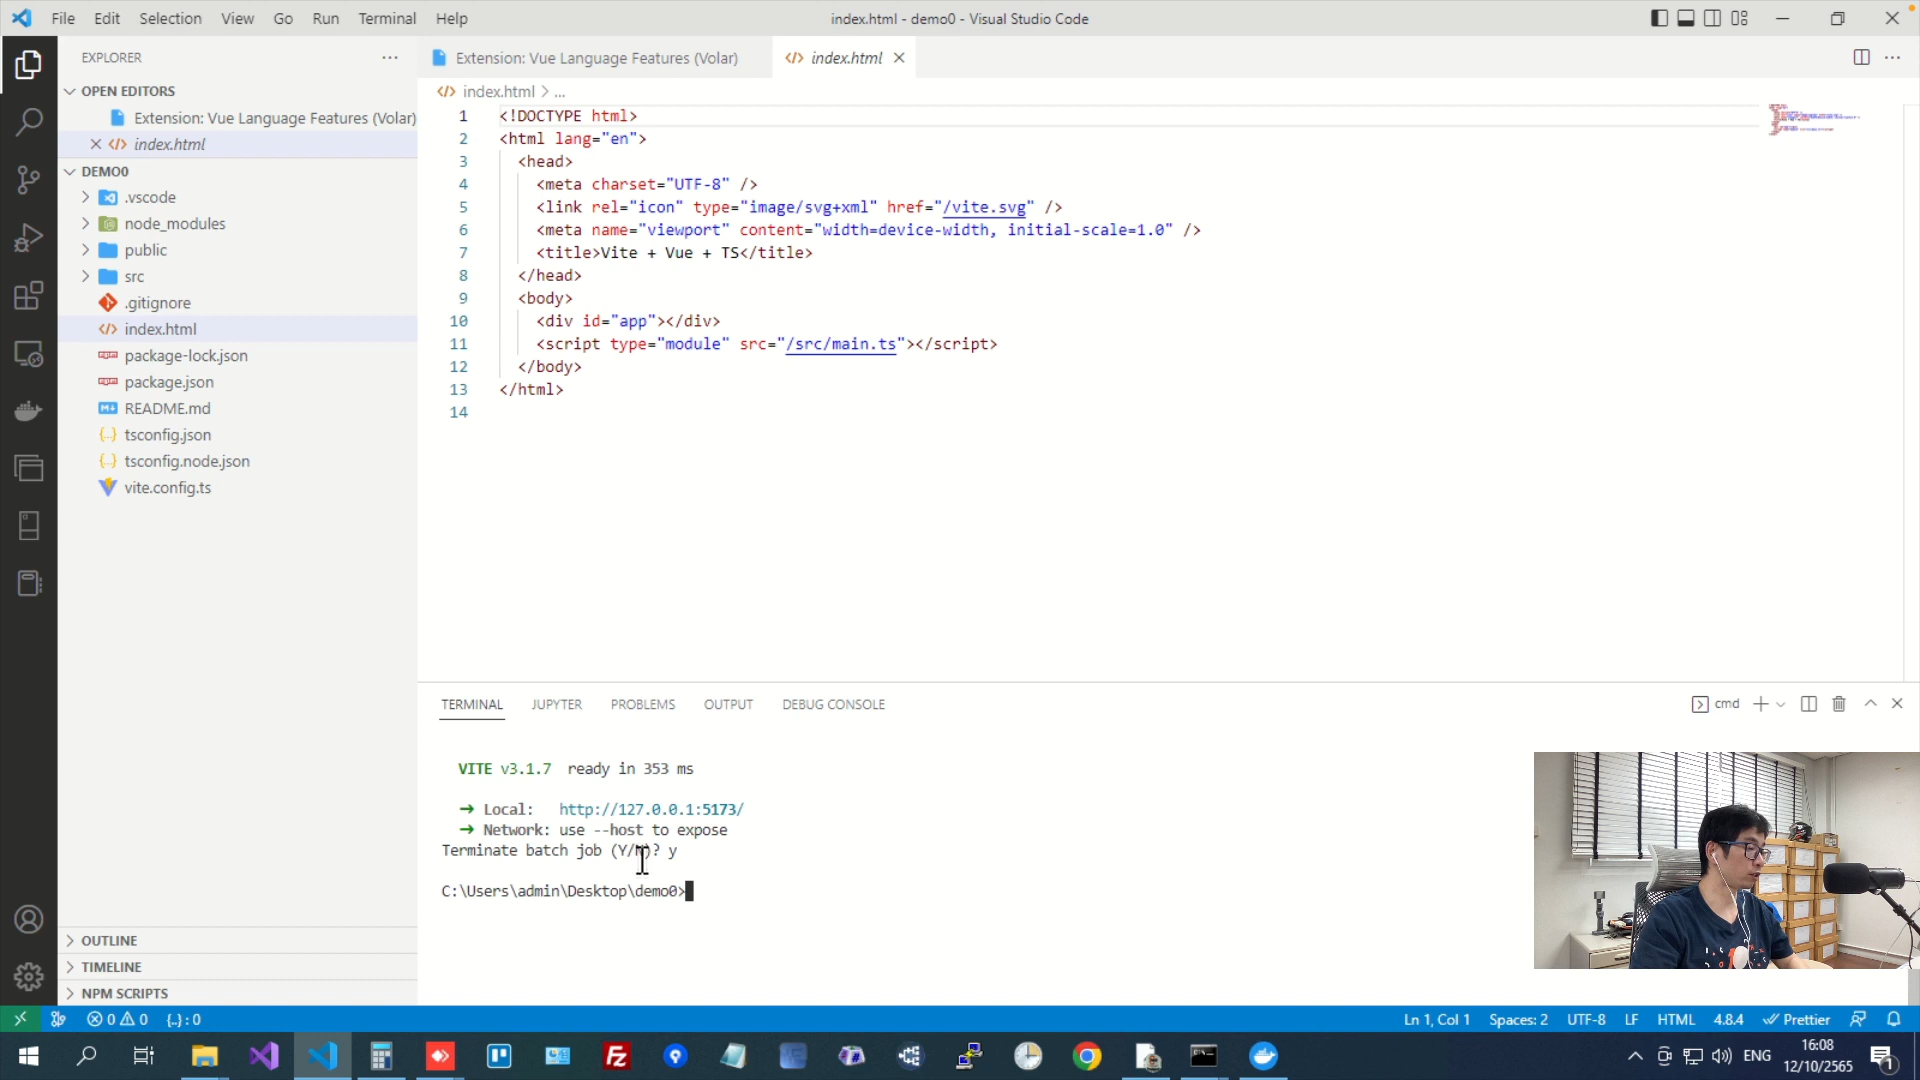 File Edit Selection View Go Run Terminal Help
index.html - demo0 - Visual Studio Code
EXPLORER
OPEN EDITORS
Extension: Vue Language Features (Volar)
index.html
DEMO0
.vscode
node_modules
public
src
.gitignore
index.html
package-lock.json
package.json
README.md
tsconfig.json
tsconfig.node.json
vite.config.ts
OUTLINE
TIMELINE
NPM SCRIPTS
Extension: Vue Language Features (Volar)
index.html
index.html > ...
1 <!DOCTYPE html>
2 <html lang="en">
3 <head>
4 <meta charset="UTF-8" />
5 <link rel="icon" type="image/svg+xml" href="/vite.svg" />
6 <meta name="viewport" content="width=device-width, initial-scale=1.0" />
7 <title>Vite + Vue + TS</title>
8 </head>
9 <body>
10 <div id="app"></div>
11 <script type="module" src="/src/main.ts"></script>
12 </body>
13 </html>
14
TERMINAL JUPYTER PROBLEMS OUTPUT DEBUG CONSOLE
cmd
VITE v3.1.7 ready in 353 ms
➜ Local: http://127.0.0.1:5173/
➜ Network: use --host to expose
Terminate batch job (Y/N)? y
C:\Users\admin\Desktop\demo0>
0 0 {..} : 0
Ln 1, Col 1 Spaces: 2 UTF-8 LF HTML 4.8.4 Prettier
ENG
16:08
12/10/2565
1